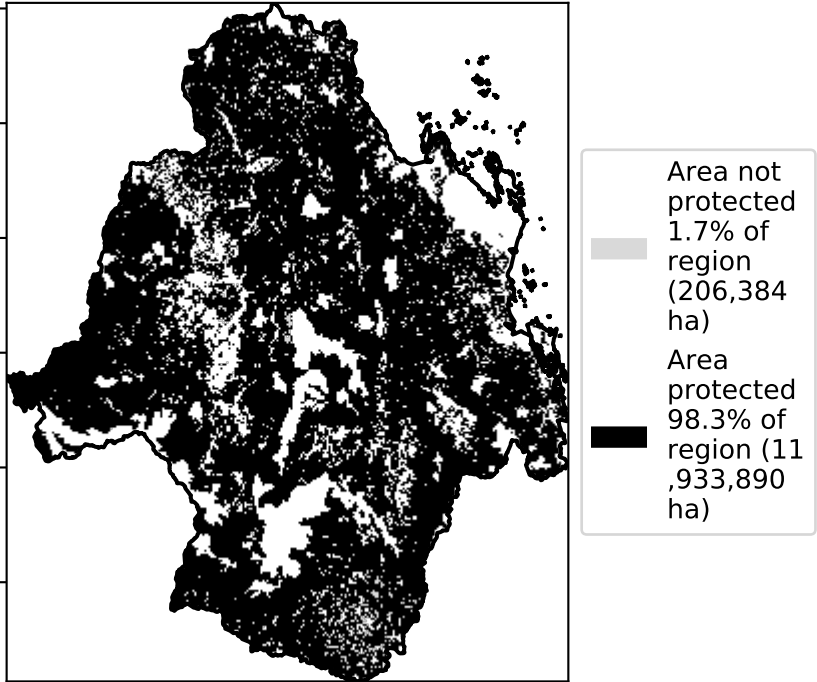 Area not
protected
1.7% of
region
(206,384
ha)
Area
protected
98.3% of
region (11
,933,890
ha)